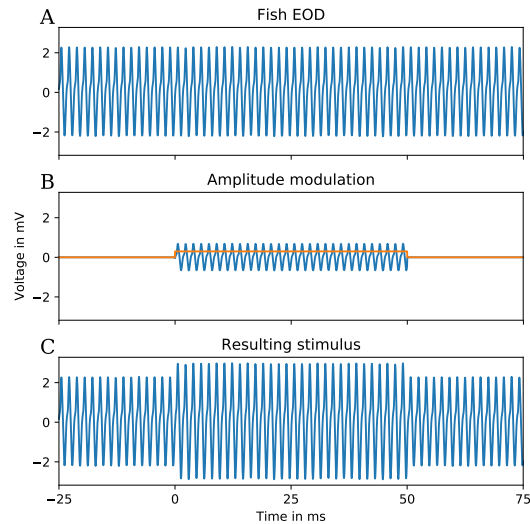 A
Fish EOD
2
0
−2
B
Amplitude modulation
2
0
−2
Voltage in mV
C
Resulting stimulus
2
0
−2
−25 0 25 50 75
Time in ms